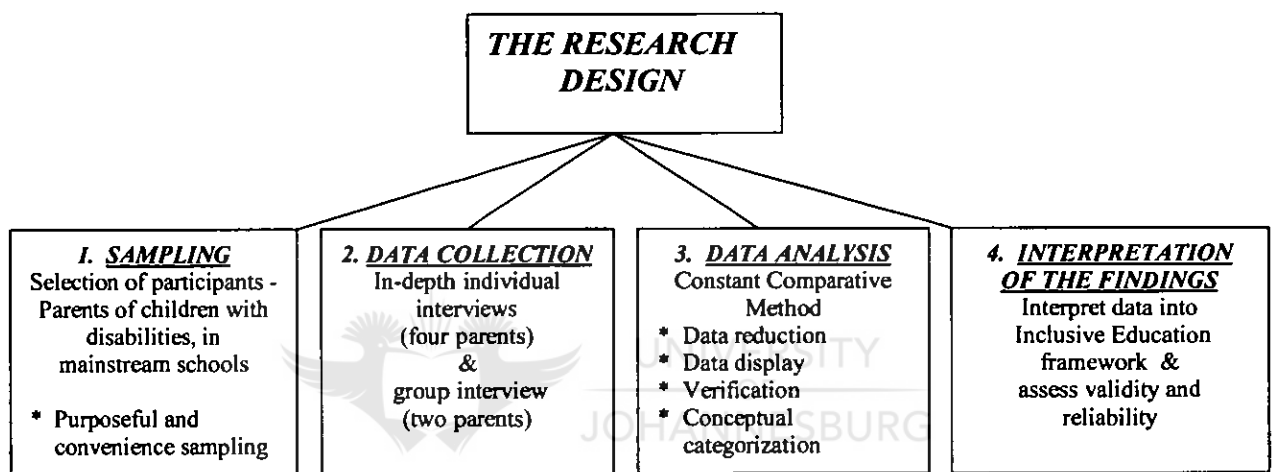 THE RESEARCH
DESIGN
1. SAMPLING
Selection of participants -
Parents of children with
disabilities, in
mainstream schools
* Purposeful and
convenience sampling
2. DATA COLLECTION
In-depth individual
interviews
(four parents)
&
group interview
(two parents)
3. DATA ANALYSIS
Constant Comparative
Method
* Data reduction
* Data display
* Verification
* Conceptual
categorization
4. INTERPRETATION
OF THE FINDINGS
Interpret data into
Inclusive Education
framework &
assess validity and
reliability
UNIVERSITY
OF
JOHANNESBURG